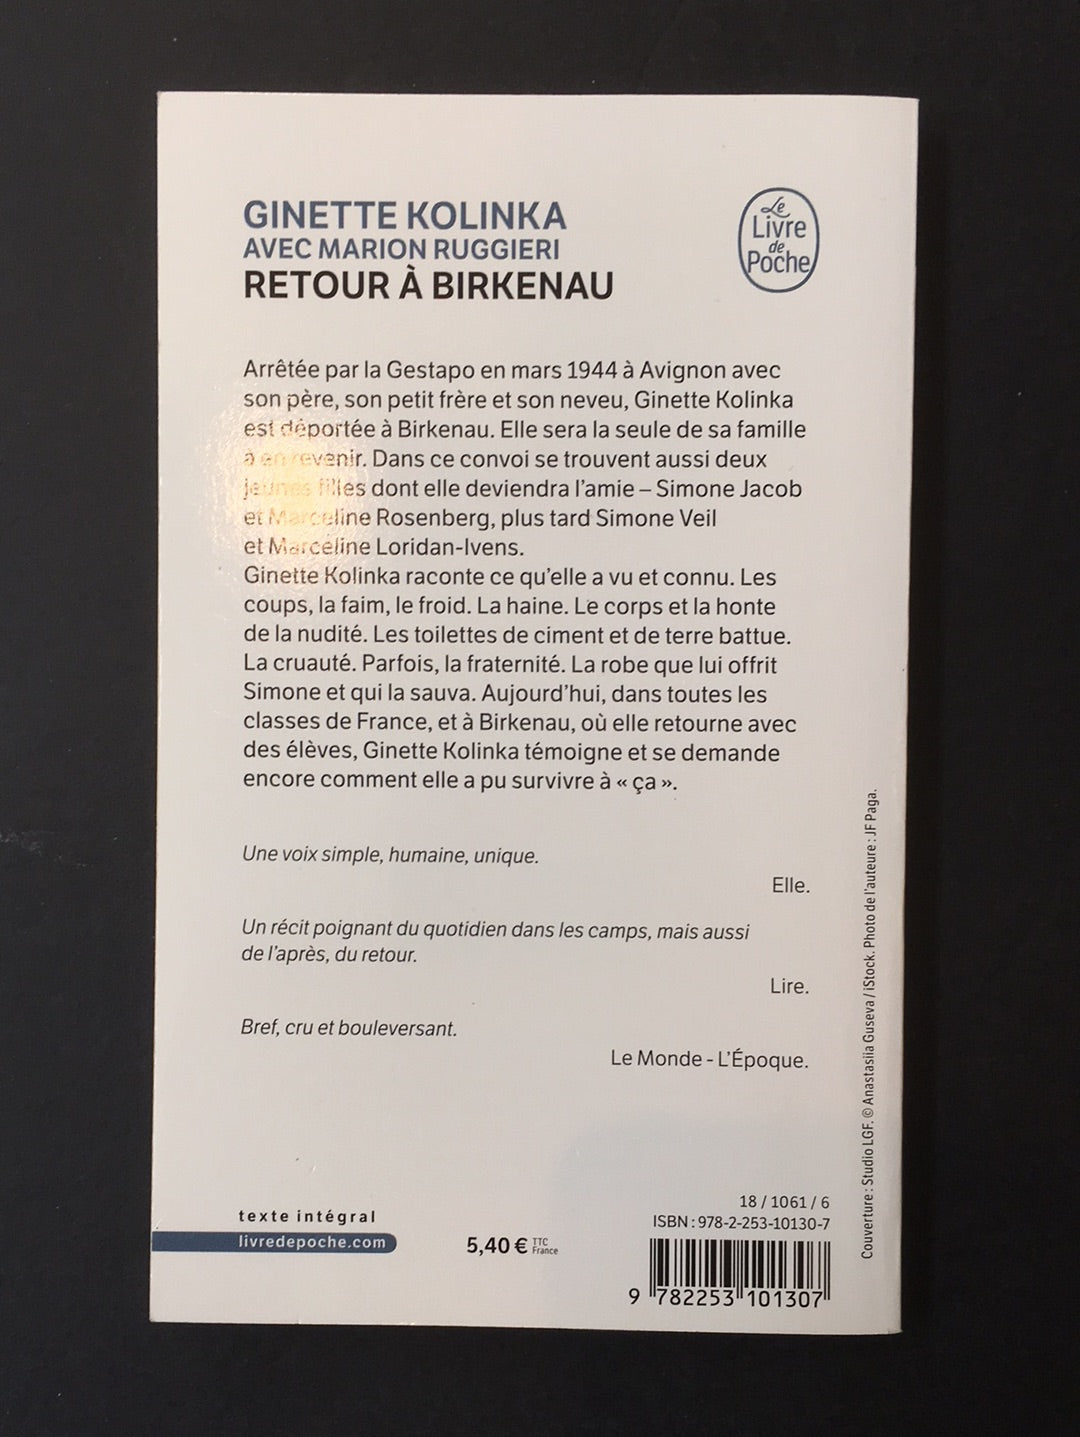 GINETTE KOLINKA
AVEC MARION RUGGIERI
RETOUR À BIRKENAU
Le
Livre
de
Poche
Arrêtée par la Gestapo en mars 1944 à Avignon avec
son père, son petit frère et son neveu, Ginette Kolinka
est déportée à Birkenau. Elle sera la seule de sa famille
à en revenir. Dans ce convoi se trouvent aussi deux
jeunes filles dont elle deviendra l'amie – Simone Jacob
et Marceline Rosenberg, plus tard Simone Veil
et Marceline Loridan-Ivens.
Ginette Kolinka raconte ce qu'elle a vu et connu. Les
coups, la faim, le froid. La haine. Le corps et la honte
de la nudité. Les toilettes de ciment et de terre battue.
La cruauté. Parfois, la fraternité. La robe que lui offrit
Simone et qui la sauva. Aujourd'hui, dans toutes les
classes de France, et à Birkenau, où elle retourne avec
des élèves, Ginette Kolinka témoigne et se demande
encore comment elle a pu survivre à « ça ».
Une voix simple, humaine, unique.
Elle.
Un récit poignant du quotidien dans les camps, mais aussi
de l'après, du retour.
Lire.
Bref, cru et bouleversant.
Le Monde - L'Époque.
Couverture : Studio LGF. © Anastasiia Guseva / iStock. Photo de l'auteure : JF Paga.
texte intégral
livredepoche.com
5,40 € TTC France
18 / 1061 / 6
ISBN : 978-2-253-10130-7
9 782253 101307